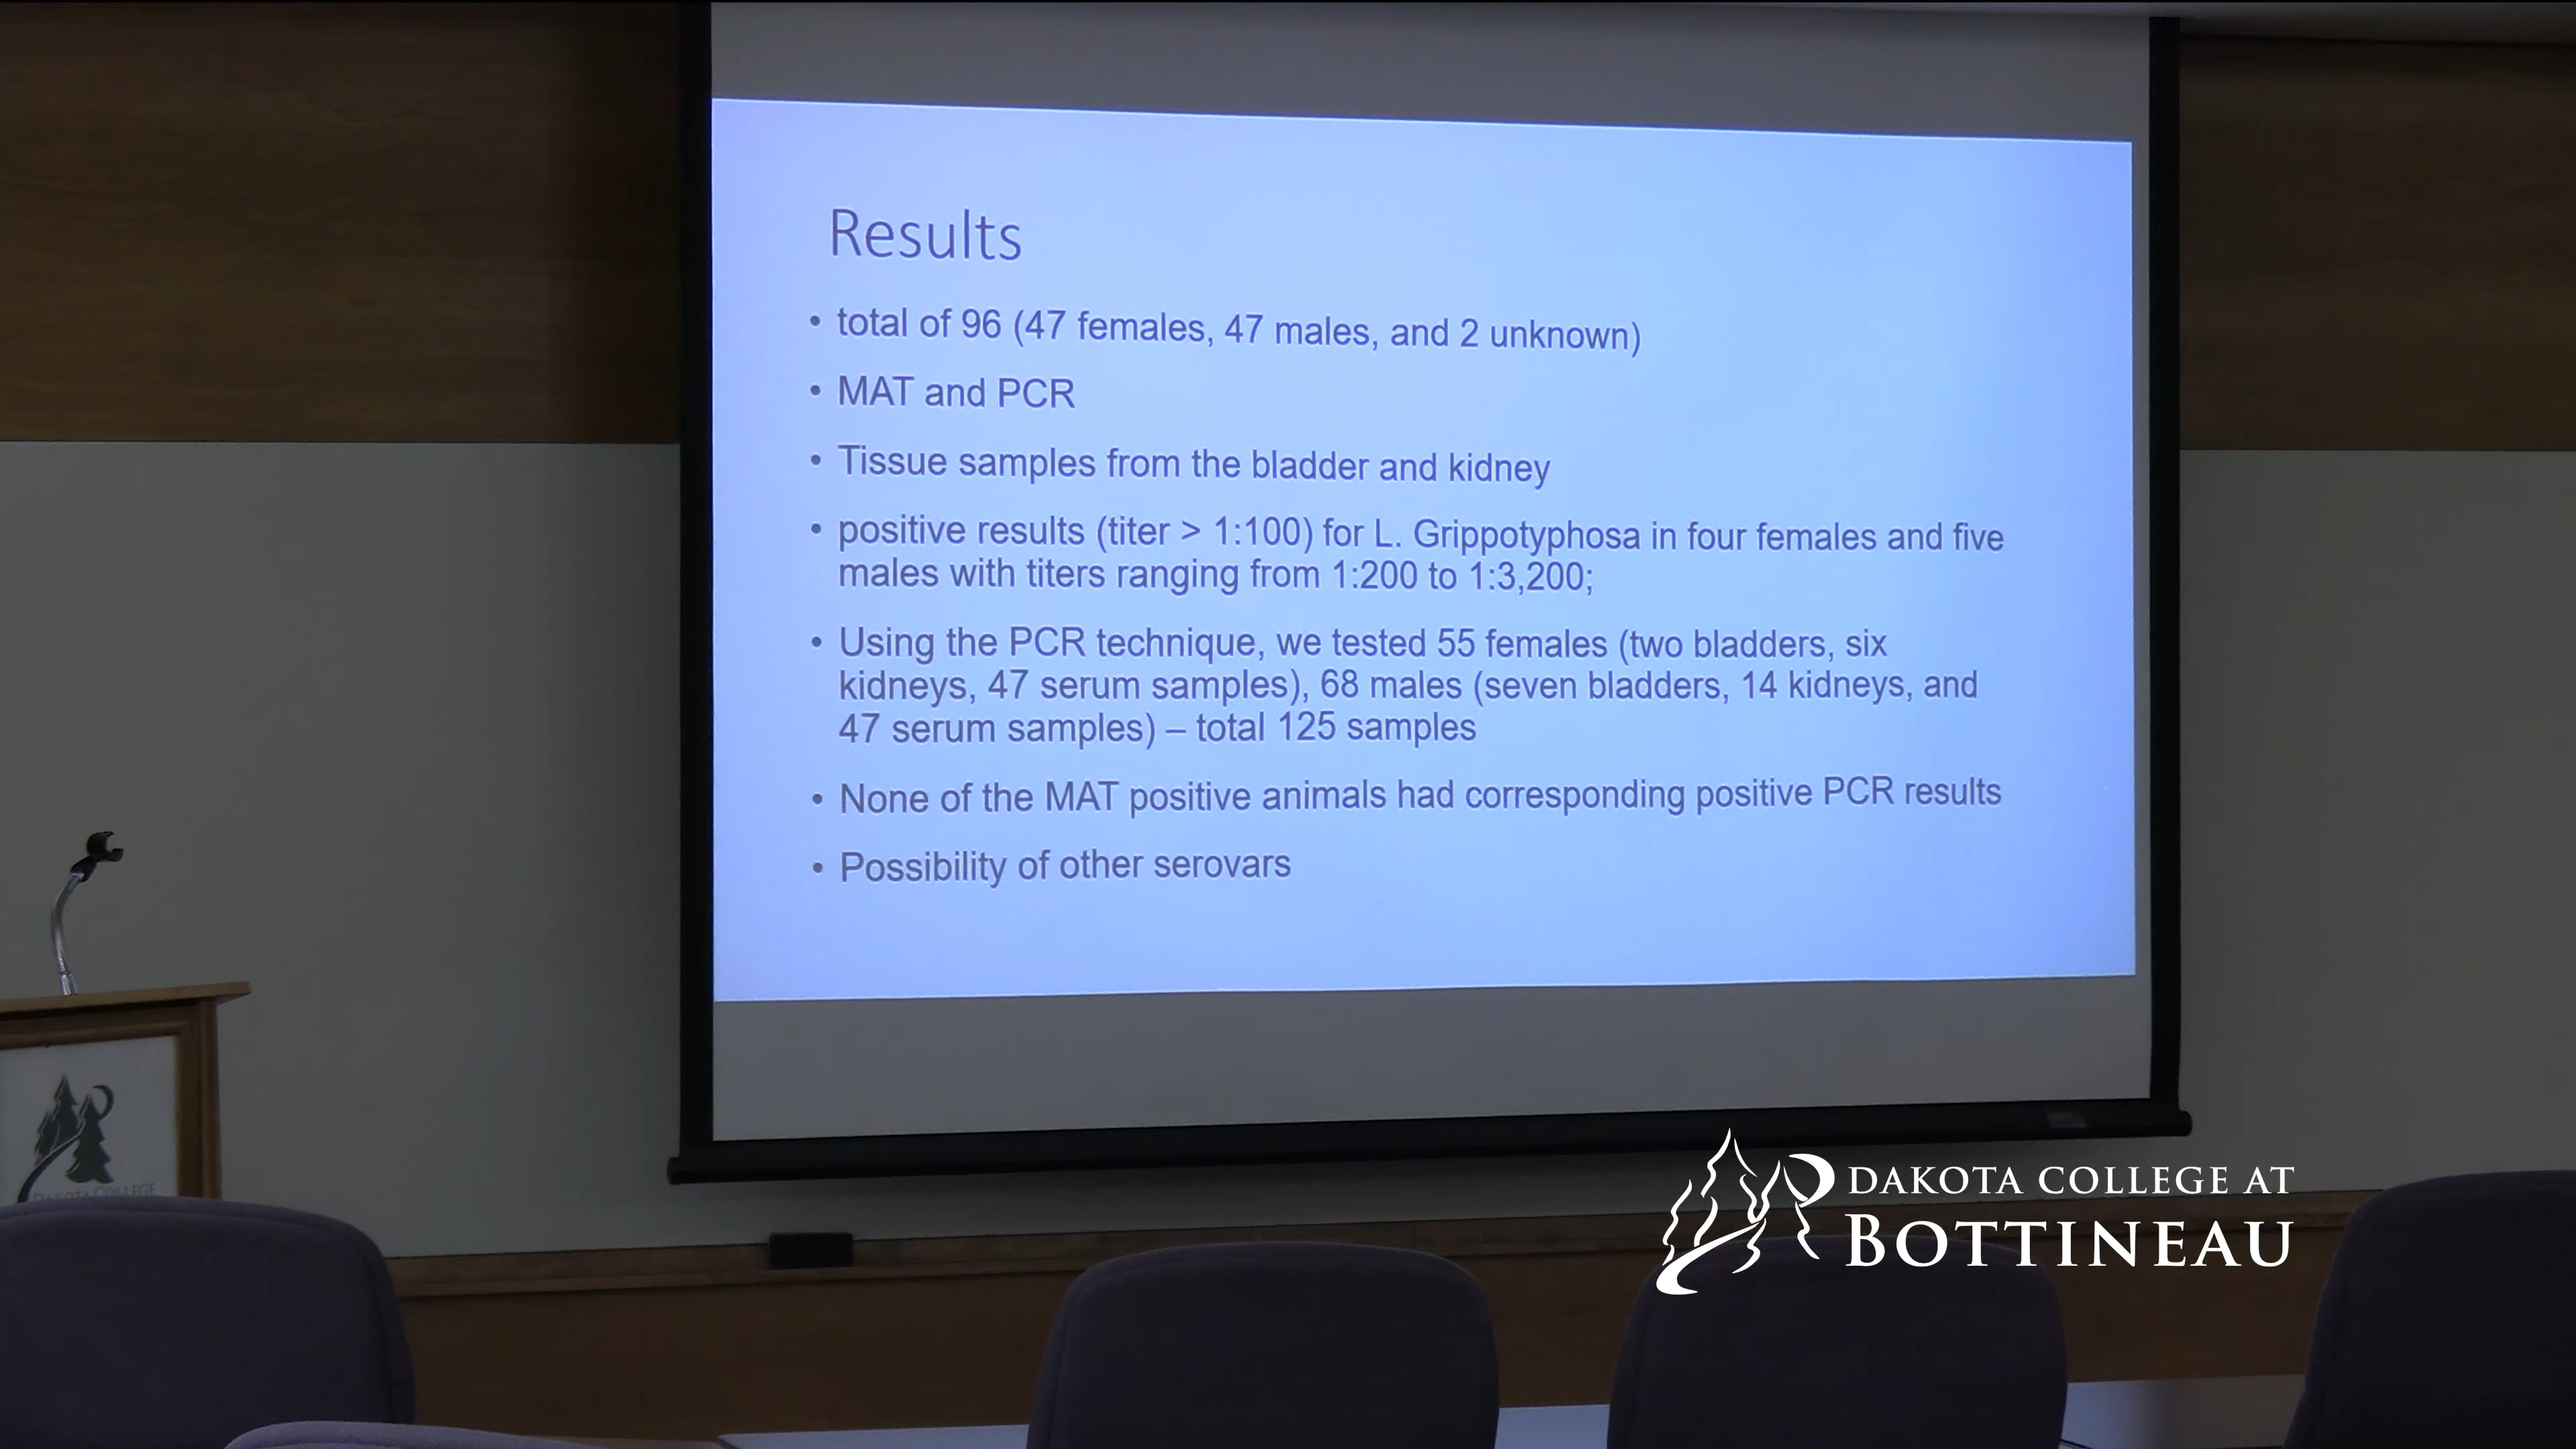 Results
• total of 96 (47 females, 47 males, and 2 unknown)
• MAT and PCR
• Tissue samples from the bladder and kidney
• positive results (titer > 1:100) for L. Grippotyphosa in four females and five
males with titers ranging from 1:200 to 1:3,200;
• Using the PCR technique, we tested 55 females (two bladders, six
kidneys, 47 serum samples), 68 males (seven bladders, 14 kidneys, and
47 serum samples) – total 125 samples
• None of the MAT positive animals had corresponding positive PCR results
• Possibility of other serovars
DAKOTA COLLEGE
DAKOTA COLLEGE AT
BOTTINEAU